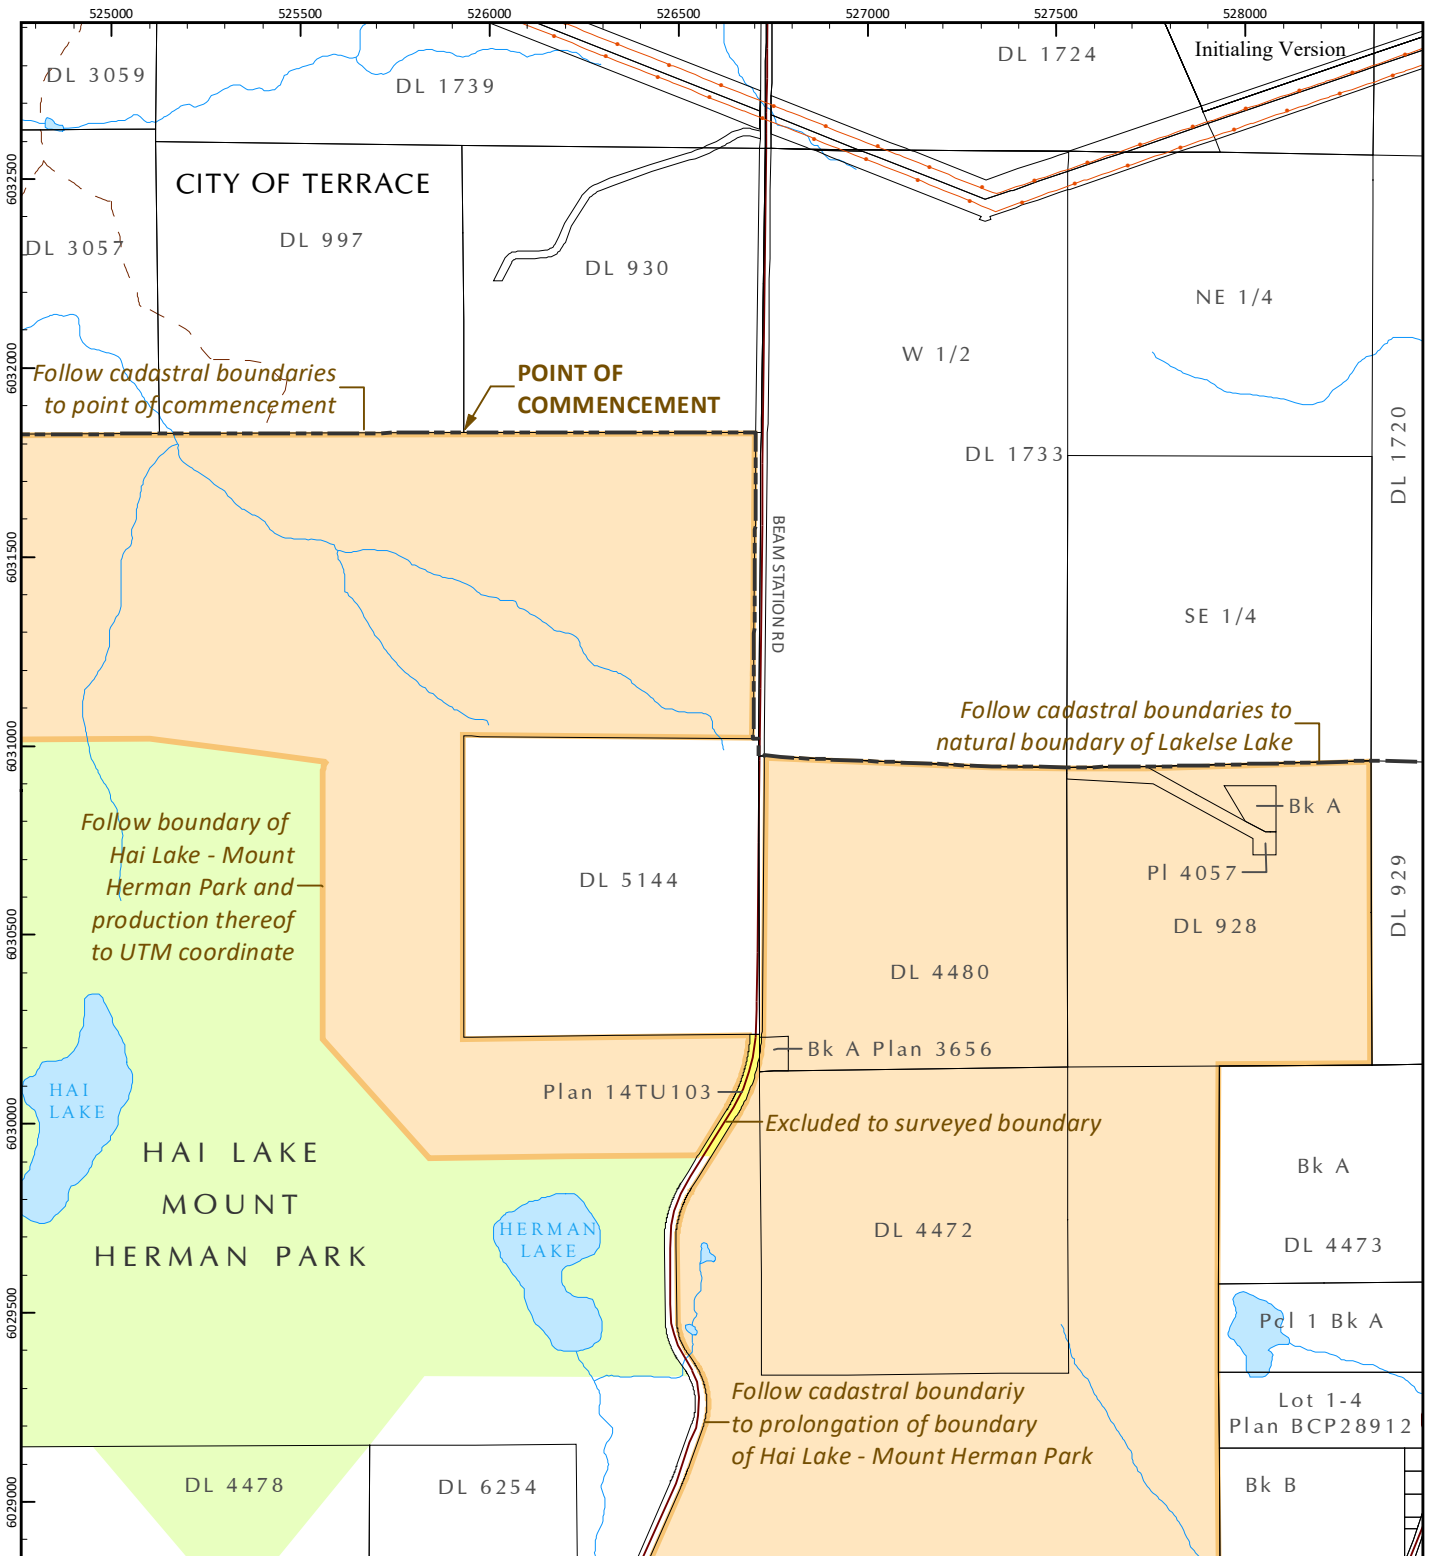 525000
525500
526000
526500
527000
527500
528000
Initialing Version
DL 1724
DL 3059
DL 1739
6032500
CITY OF TERRACE
DL 3057
DL 997
DL 930
NE 1/4
6032000
W 1/2
Follow cadastral boundaries
to point of commencement
POINT OF
COMMENCEMENT
DL 1733
DL 1720
6031500
BEAM STATION RD
SE 1/4
6031000
Follow cadastral boundaries to
natural boundary of Lakelse Lake
Bk A
Follow boundary of
Hai Lake - Mount
Herman Park and
production thereof
to UTM coordinate
DL 5144
Pl 4057
DL 929
6030500
DL 928
DL 4480
Bk A Plan 3656
HAI
LAKE
Plan 14TU103
6030000
Excluded to surveyed boundary
HAI LAKE
MOUNT
HERMAN PARK
Bk A
HERMAN
LAKE
DL 4472
DL 4473
6029500
Pcl 1 Bk A
Follow cadastral boundariy
to prolongation of boundary
of Hai Lake - Mount Herman Park
Lot 1-4
Plan BCP28912
6029000
DL 4478
DL 6254
Bk B